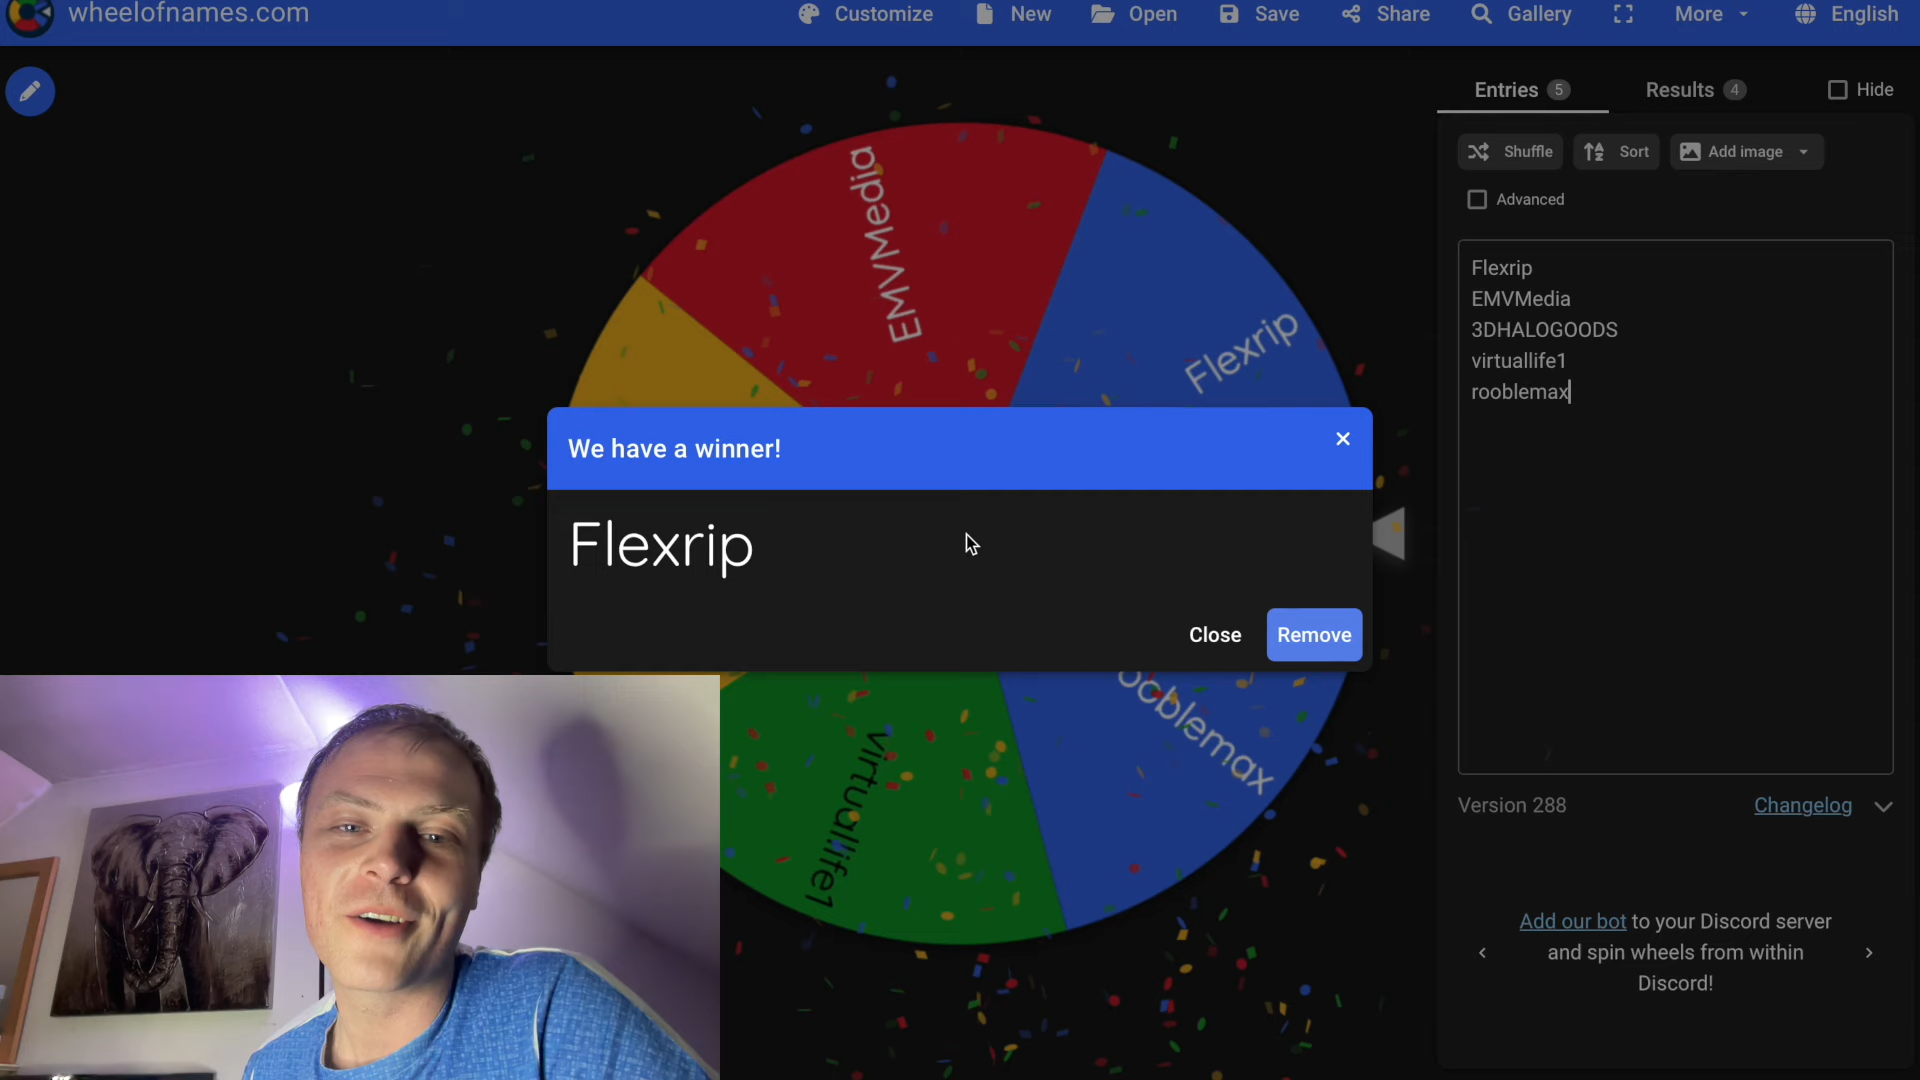 wheelofnames.com
Customize
New
Open
Save
Share
Gallery
More
English
Entries 5
Results 4
Hide
Shuffle
Sort
Add image
Advanced
EMVMedia
Flexrip
Flexrip
EMVMedia
3DHALOGOODS
virtuallife1
rooblemax
We have a winner!
Flexrip
Close
Remove
ooblemax
virtuallife1
Version 288
Changelog
Add our bot to your Discord server
and spin wheels from within
Discord!